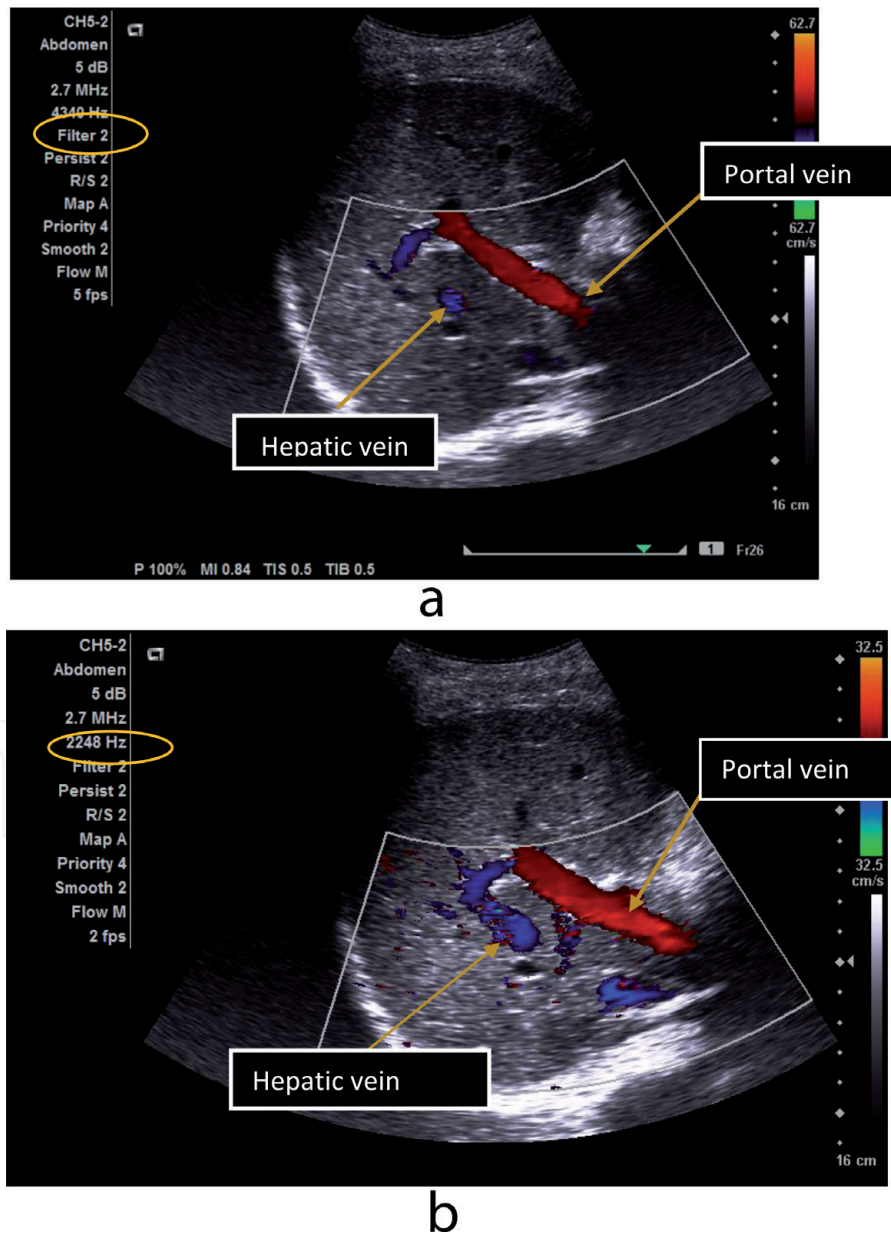 CH5-2
Abdomen
5 dB
2.7 MHz
4340 Hz
Filter 2
Persist 2
R/S 2
Map A
Priority 4
Smooth 2
Flow M
5 fps
62.7
Portal vein
62.7
cm/s
Hepatic vein
16 cm
1 Fr26
P 100% MI 0.84 TIS 0.5 TIB 0.5
a
CH5-2
Abdomen
5 dB
2.7 MHz
2248 Hz
Filter 2
Persist 2
R/S 2
Map A
Priority 4
Smooth 2
Flow M
2 fps
32.5
Portal vein
32.5
cm/s
Hepatic vein
16 cm
b